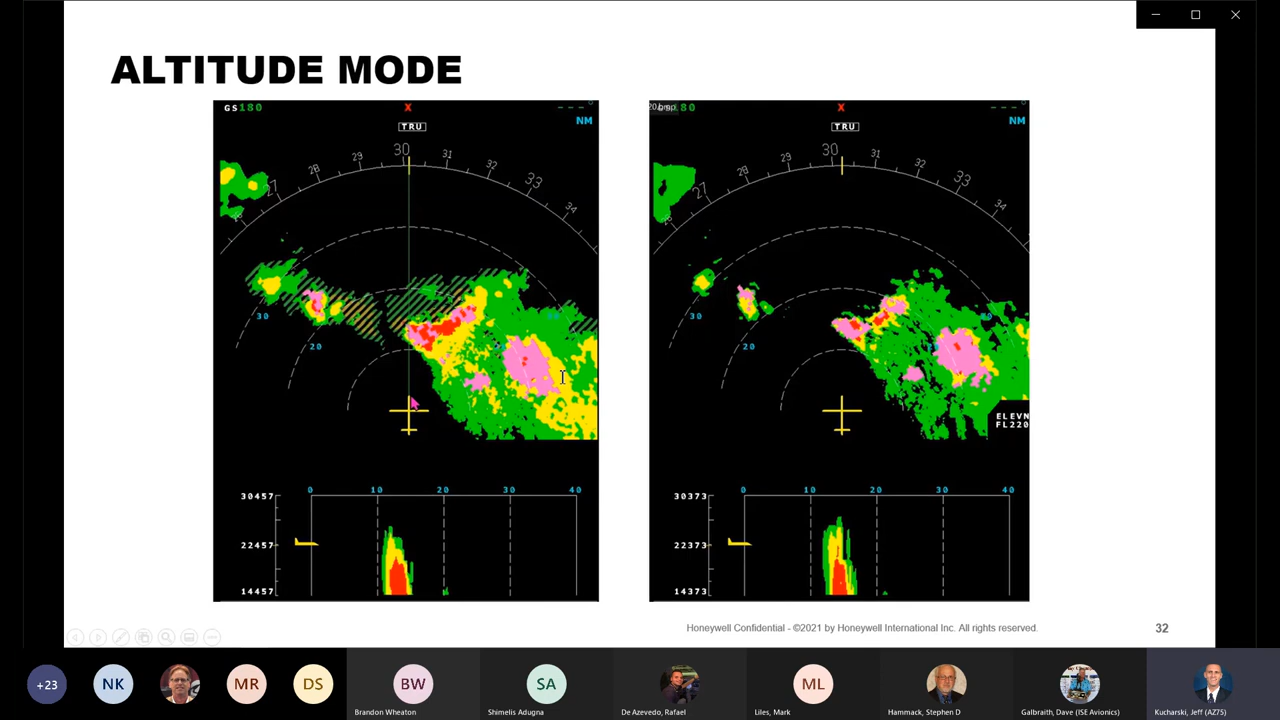 ALTITUDE MODE
GS180
X
NM
TRU
27
28
29
30
31
32
33
34
30
20
30457
22457
14457
0
10
20
30
40
X
NM
TRU
27
28
29
30
31
32
33
34
30
20
ELEVN
FL220
30373
22373
14373
0
10
20
30
40
Honeywell Confidential - ©2021 by Honeywell International Inc. All rights reserved.
32
+23
NK
MR
DS
BW
SA
ML
Brandon Wheaton
Shimelis Adugna
De Azevedo, Rafael
Liles, Mark
Hammack, Stephen D
Galbraith, Dave (ISE Avionics)
Kucharski, Jeff (AZ75)